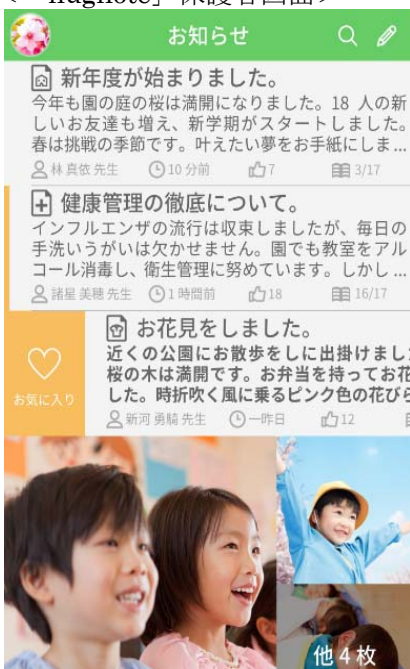 「hugnote」保護者画面>
お知らせ
新年度が始まりました。
今年も園の庭の桜は満開になりました。18 人の新
しいお友達も増え、新学期がスタートしました。
春は挑戦の季節です。叶えたい夢をお手紙にしま...
林 真依 先生 10 分前 7 3/17
健康管理の徹底について。
インフルエンザの流行は収束しましたが、毎日の
手洗いうがいは欠かせません。園でも教室をアル
コール消毒し、衛生管理に努めています。しかし ...
諸星 美穂 先生 1 時間前 18 16/17
お花見をしました。
近くの公園にお散歩をしに出掛けまし
桜の木は満開です。お弁当を持ってお花
した。時折吹く風に乗るピンク色の花びら
お気に入り
新河 勇騎 先生 一昨日 12
他 4 枚